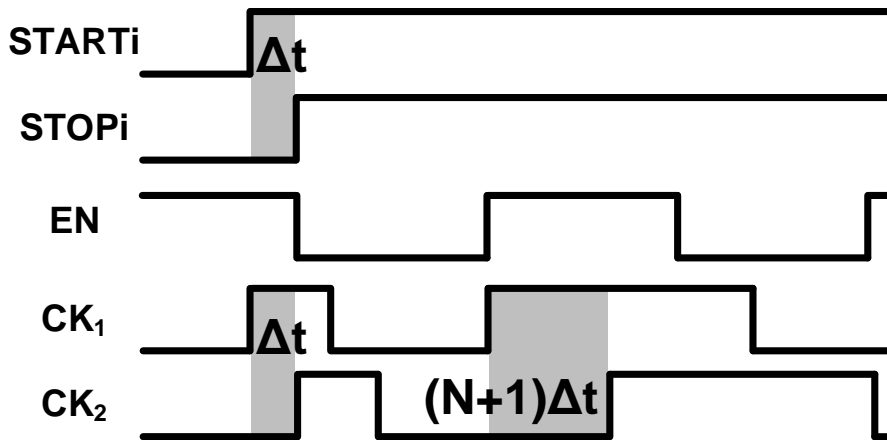 STARTi
Δt
STOPi
EN
CK₁
Δt
CK₂
(N+1)Δt